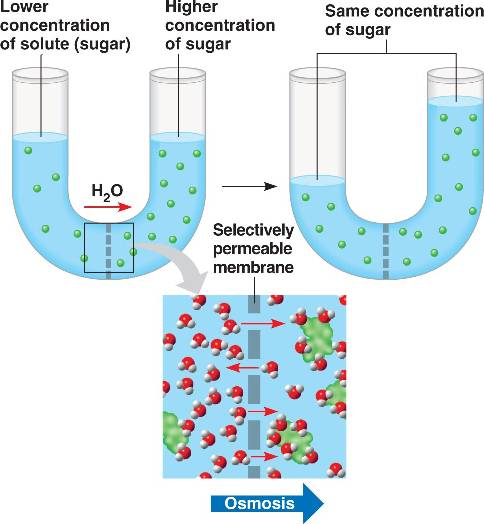 Lower
concentration
of solute (sugar)
Higher
concentration
of sugar
Same concentration
of sugar
H2O
Selectively
permeable
membrane
Osmosis